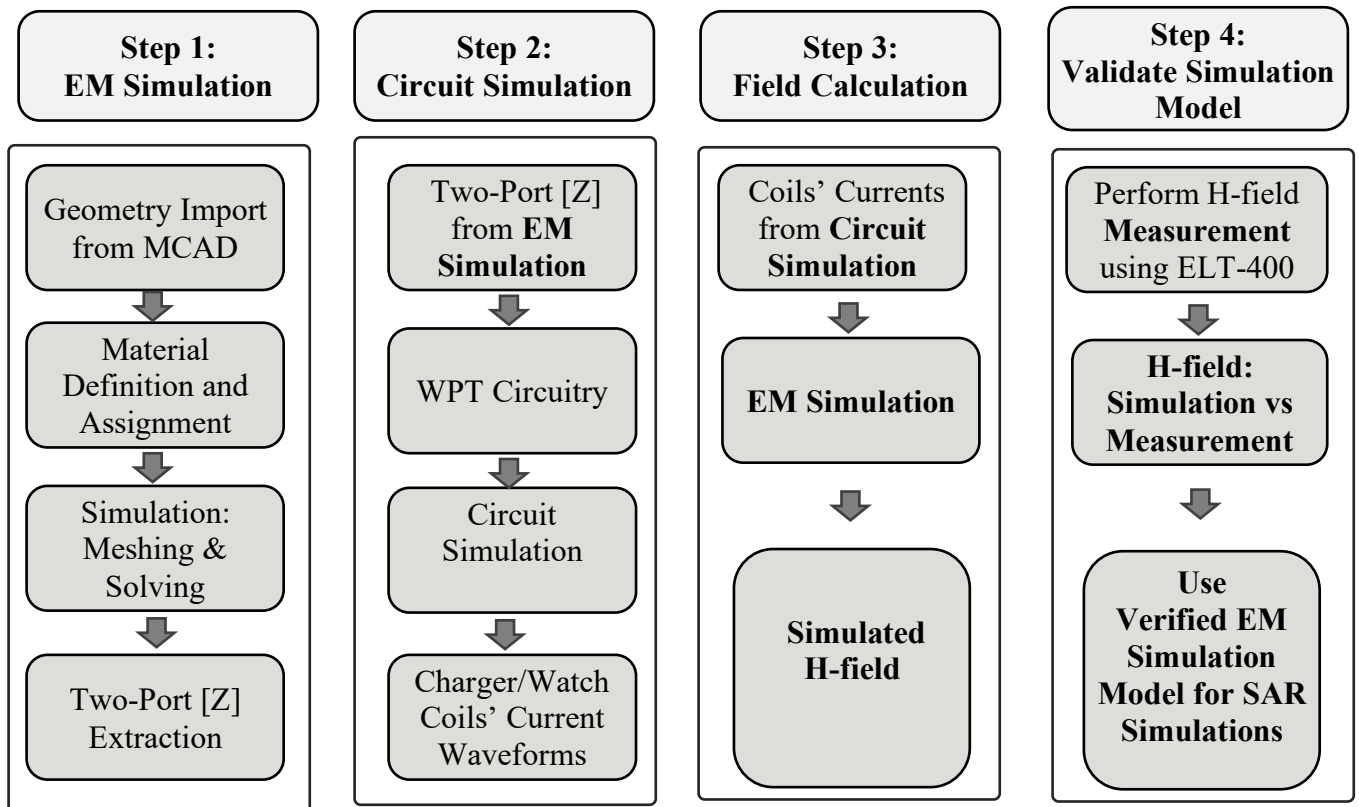 Step 1:
EM Simulation
Geometry Import
from MCAD
Material
Definition and
Assignment
Simulation:
Meshing &
Solving
Two-Port [Z]
Extraction
Step 2:
Circuit Simulation
Two-Port [Z]
from EM
Simulation
WPT Circuitry
Circuit
Simulation
Charger/Watch
Coils’ Current
Waveforms
Step 3:
Field Calculation
Coils’ Currents
from Circuit
Simulation
EM Simulation
Simulated
H-field
Step 4:
Validate Simulation
Model
Perform H-field
Measurement
using ELT-400
H-field:
Simulation vs
Measurement
Use
Verified EM
Simulation
Model for SAR
Simulations